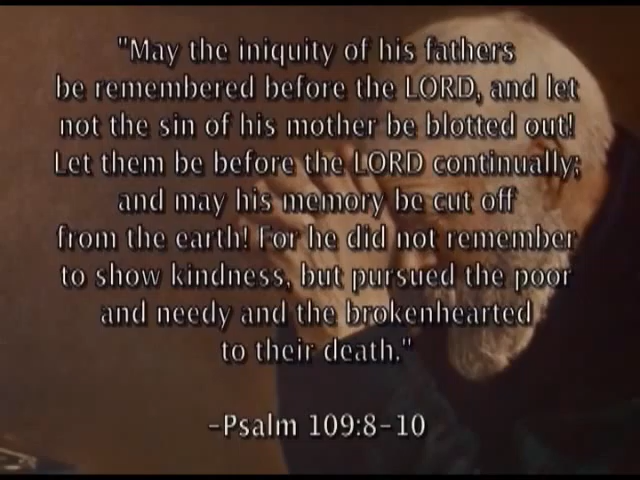 "May the iniquity of his fathers
be remembered before the LORD, and let
not the sin of his mother be blotted out!
Let them be before the LORD continually;
and may his memory be cut off
from the earth! For he did not remember
to show kindness, but pursued the poor
and needy and the brokenhearted
to their death."
-Psalm 109:8-10